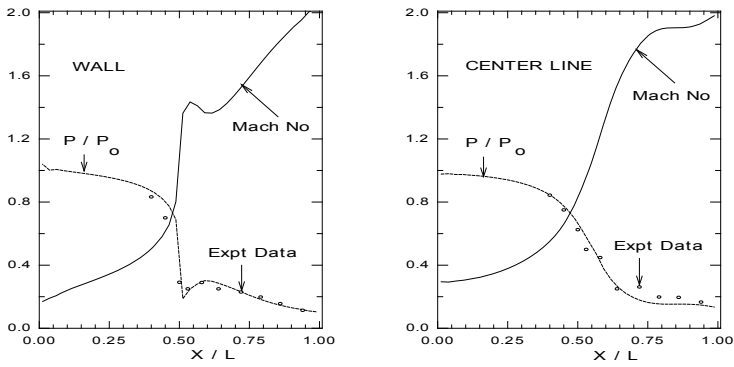 2.0
1.6
1.2
0.8
0.4
0.0
WALL
Mach No
P / Po
Expt Data
0.00 0.25 0.50 0.75 1.00
X / L
2.0
1.6
1.2
0.8
0.4
0.0
CENTER LINE
Mach No
P / Po
Expt Data
0.00 0.25 0.50 0.75 1.00
X / L